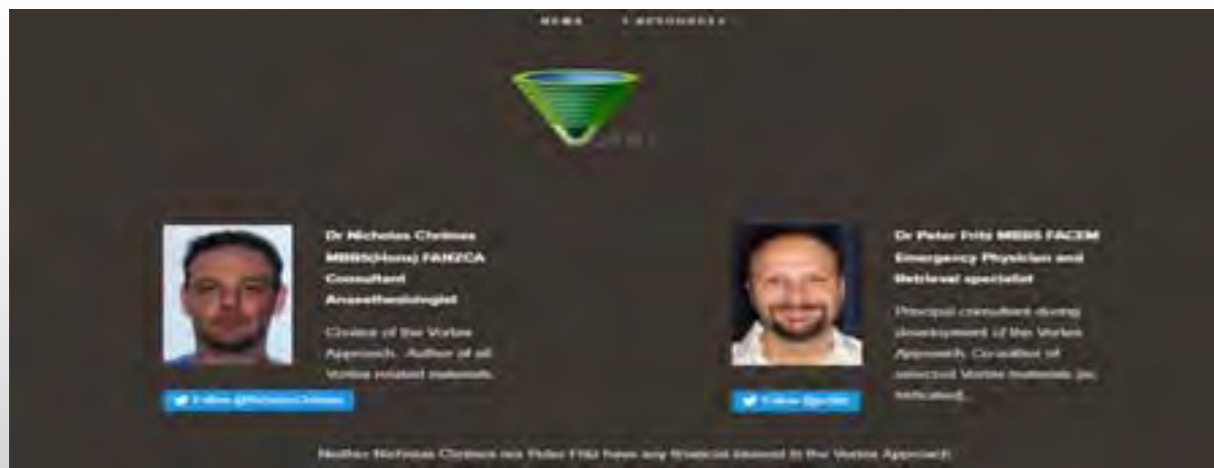 Dr Nicholas Chrimes
MBBS(Hons) FANZCA
Consultant
Anaesthesiologist
Creator of the Vortex
Approach. Author of all
Vortex related materials.
Follow @NicholasChrimes
Dr Peter Fritz MBBS FACEM
Emergency Physician and
Retrieval specialist
Principal consultant during
development of the Vortex
Approach. Co-author of
selected Vortex materials (as
indicated).
Follow
Neither Nicholas Chrimes nor Peter Fritz have any financial interest in the Vortex Approach